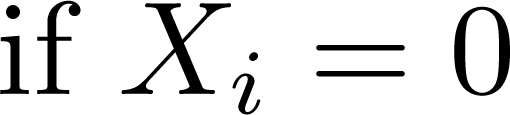 if $X_i = 0$